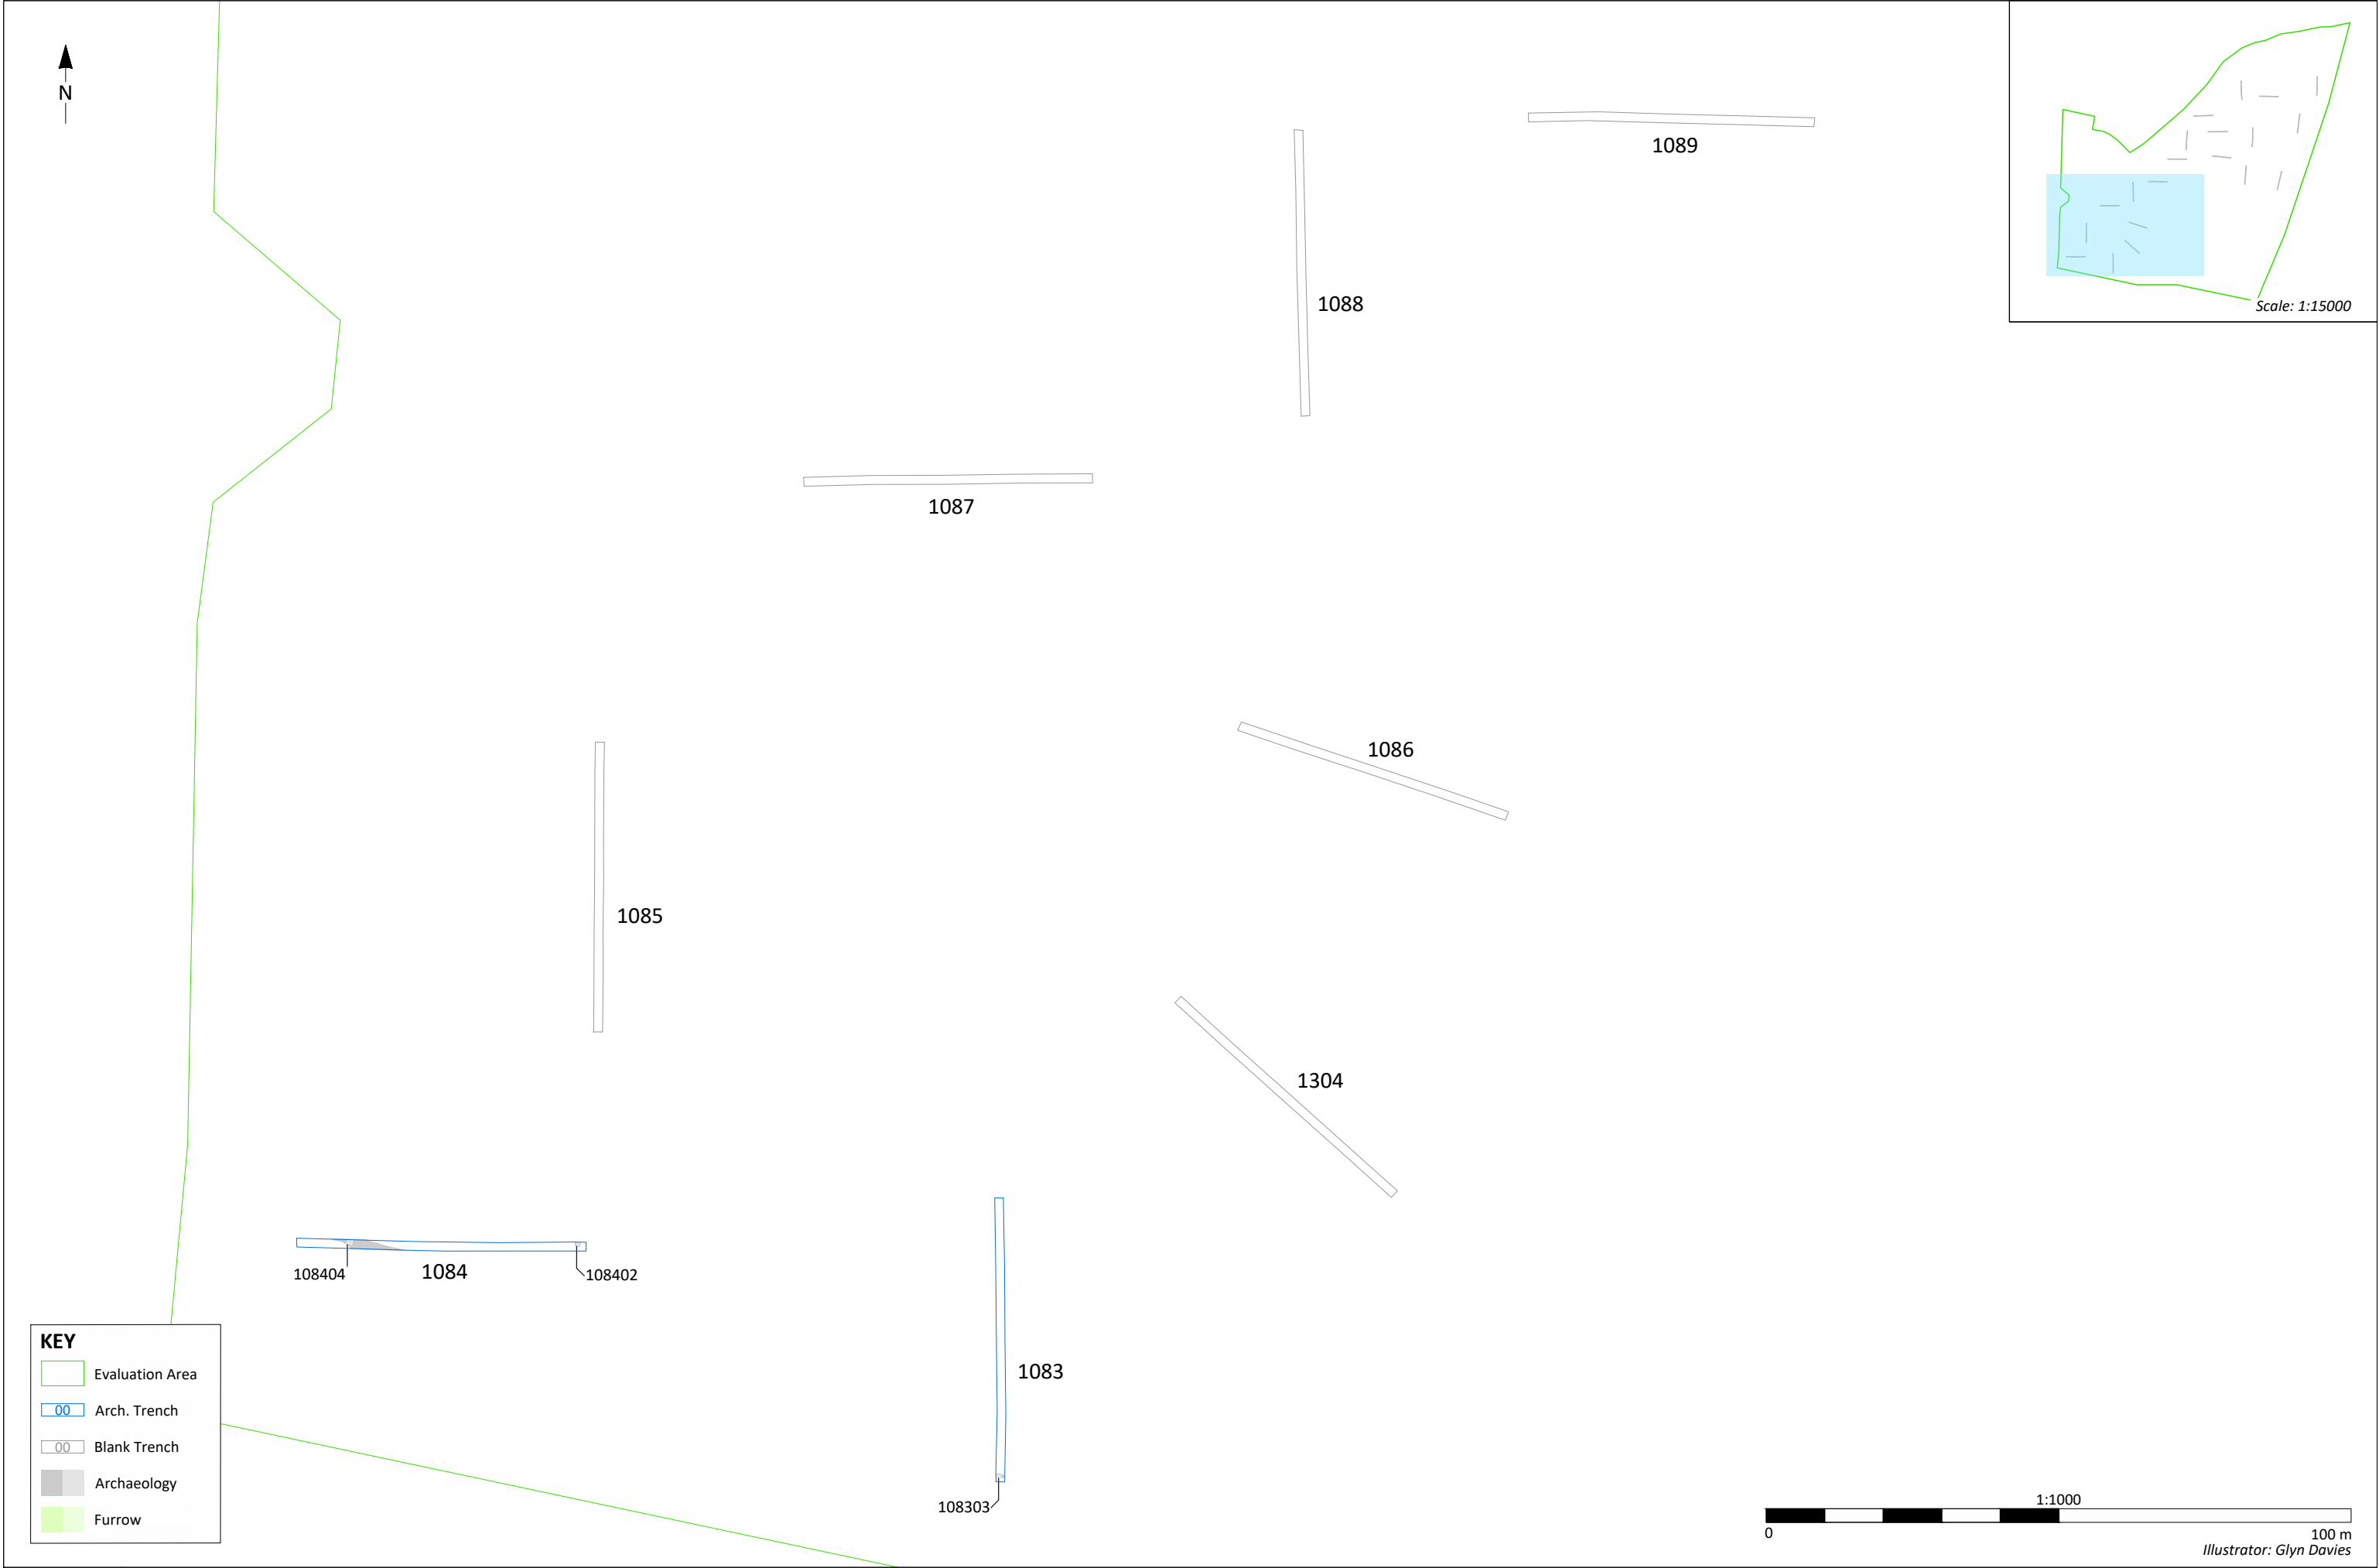 N
1089
1088
Scale: 1:15000
1087
1086
1085
1304
108404
1084
108402
1083
108303
KEY
Evaluation Area
00 Arch. Trench
00 Blank Trench
Archaeology
Furrow
1:1000
0 100 m
Illustrator: Glyn Davies